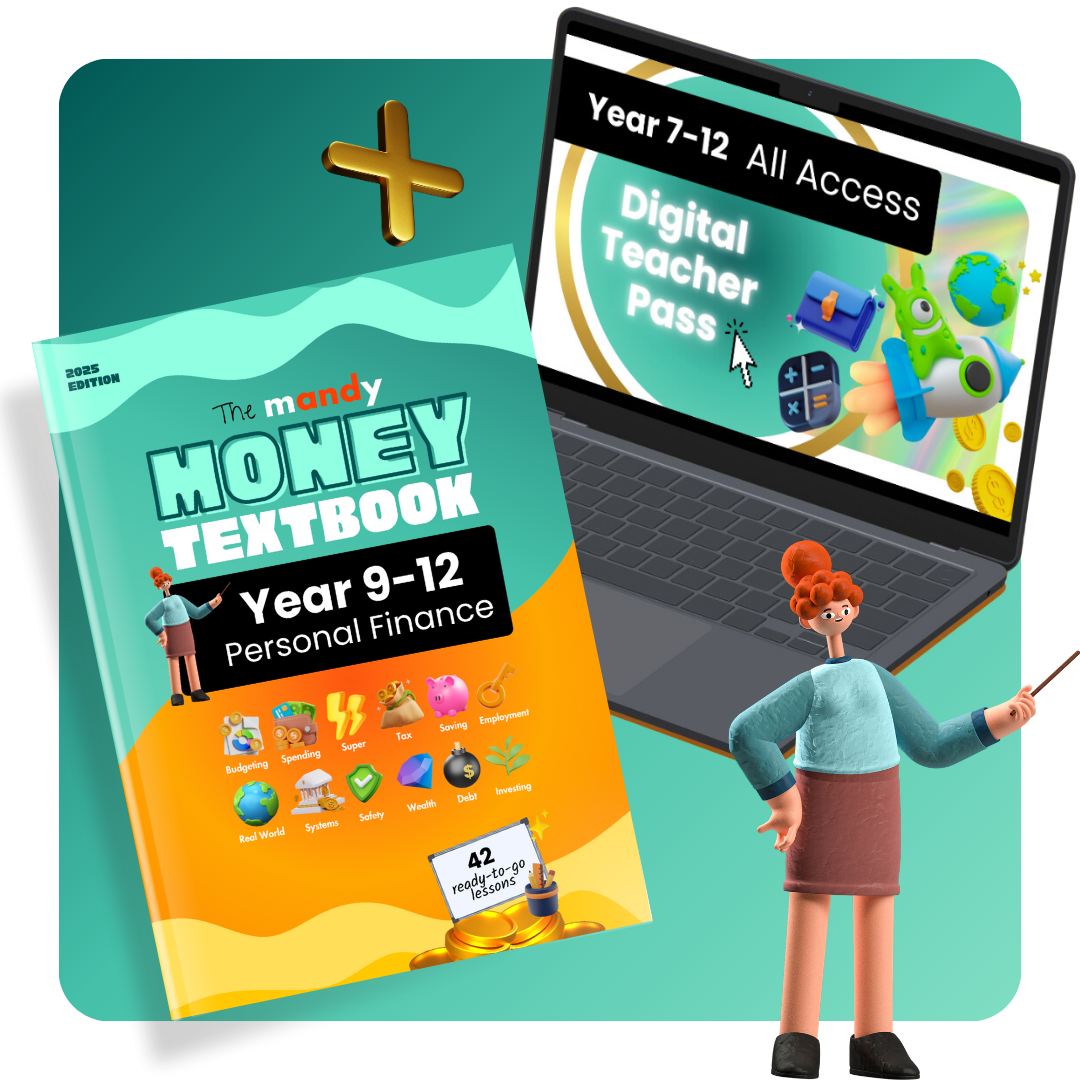 2025
EDITION
The mandy
MONEY
TEXTBOOK
Year 9-12
Personal Finance
Budgeting
Spending
Super
Tax
Saving
Employment
Real World
Systems
Safety
Wealth
Debt
Investing
42
ready-to-go
lessons
Year 7-12 All Access
Digital
Teacher
Pass